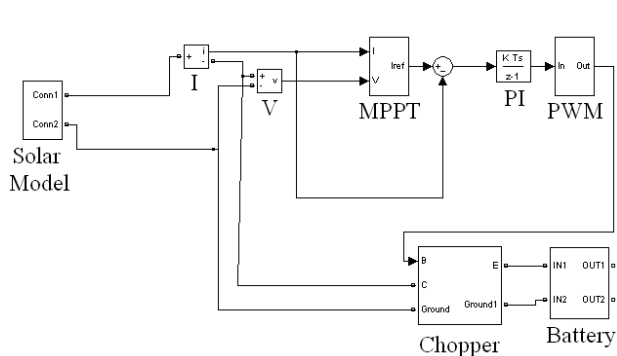 i
+
-
I
+
-
v
V
I
V
Iref
MPPT
+
-
K Ts
z-1
PI
In
Out
PWM
Conn1
Conn2
Solar
Model
B
C
Ground
E
Ground1
Chopper
IN1
IN2
OUT1
OUT2
Battery